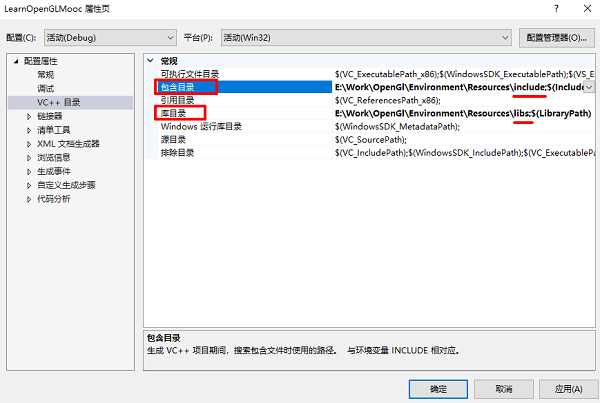 LearnOpenGLMooc 属性页
? ×
配置(C): 活动(Debug) 平台(P): 活动(Win32) 配置管理器(O)...
配置属性
常规
调试
VC++ 目录
链接器
清单工具
XML 文档生成器
浏览信息
生成事件
自定义生成步骤
代码分析
常规
可执行文件目录 $(VC_ExecutablePath_x86);$(WindowsSDK_ExecutablePath);$(VS_E
包含目录 E:\Work\OpenGl\Environment\Resources\include;$(Include
引用目录 $(VC_ReferencesPath_x86);
库目录 E:\Work\OpenGl\Environment\Resources\libs;$(LibraryPath)
Windows 运行库目录 $(WindowsSDK_MetadataPath);
源目录 $(VC_SourcePath);
排除目录 $(VC_IncludePath);$(WindowsSDK_IncludePath);$(VC_ExecutablePa
包含目录
生成 VC++ 项目期间，搜索包含文件时使用的路径。 与环境变量 INCLUDE 相对应。
确定 取消 应用(A)